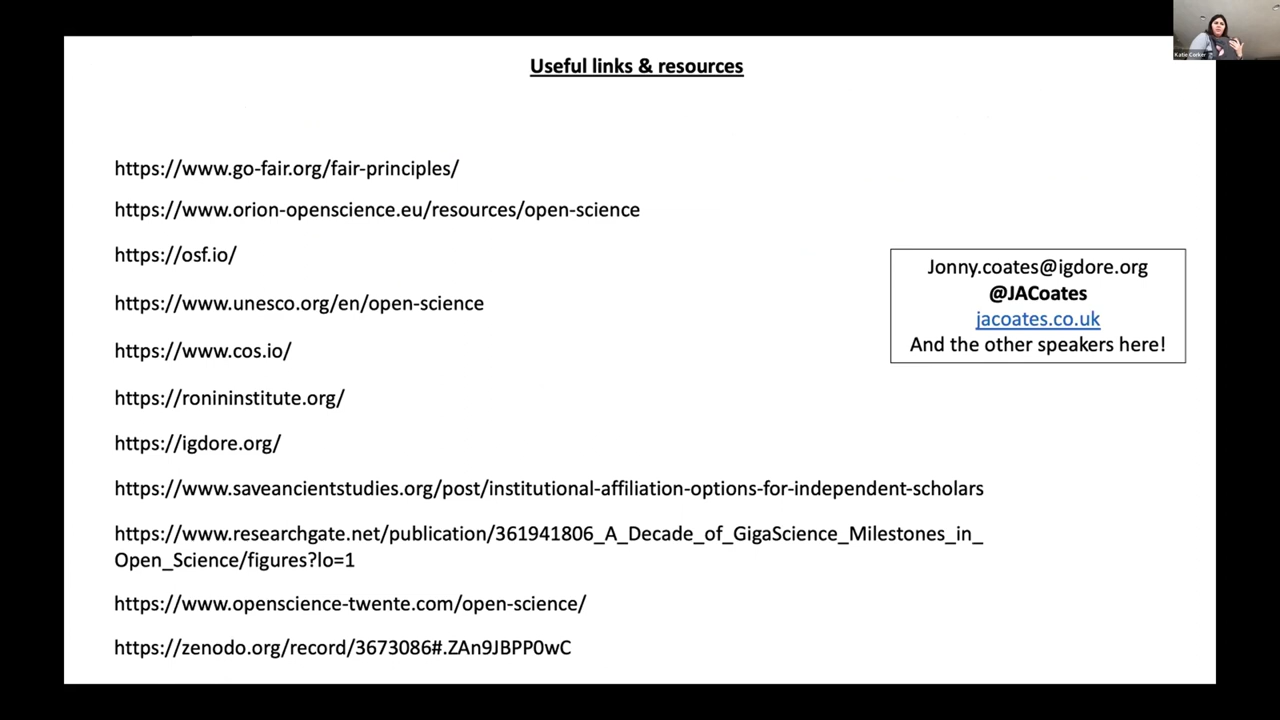 Useful links & resources
https://www.go-fair.org/fair-principles/
https://www.orion-openscience.eu/resources/open-science
https://osf.io/
https://www.unesco.org/en/open-science
https://www.cos.io/
https://ronininstitute.org/
https://igdore.org/
https://www.saveancientstudies.org/post/institutional-affiliation-options-for-independent-scholars
https://www.researchgate.net/publication/361941806_A_Decade_of_GigaScience_Milestones_in_
Open_Science/figures?lo=1
https://www.openscience-twente.com/open-science/
https://zenodo.org/record/3673086#.ZAn9JBPP0wC
Jonny.coates@igdore.org
@JACoates
jacoates.co.uk
And the other speakers here!
Katie Corker